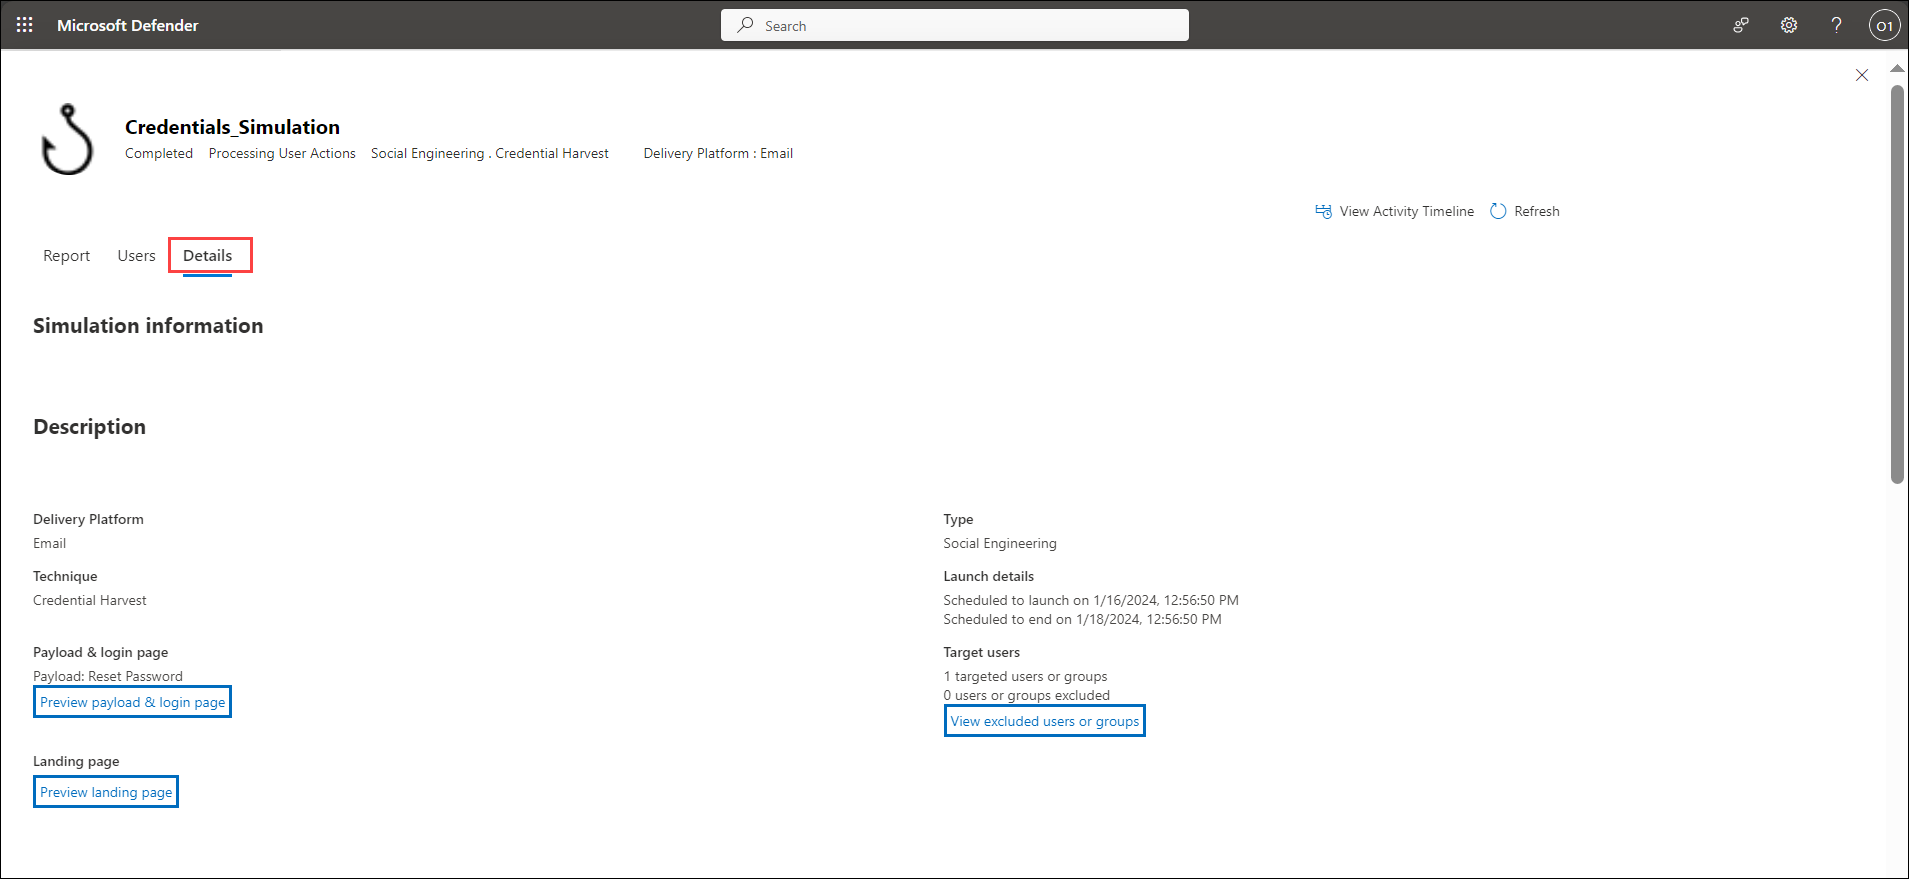 Microsoft Defender
Search
?
O1
Credentials_Simulation
Completed Processing User Actions Social Engineering . Credential Harvest Delivery Platform : Email
View Activity Timeline Refresh
Report Users Details
Simulation information
Description
Delivery Platform
Email
Technique
Credential Harvest
Payload & login page
Payload: Reset Password
Preview payload & login page
Landing page
Preview landing page
Type
Social Engineering
Launch details
Scheduled to launch on 1/16/2024, 12:56:50 PM
Scheduled to end on 1/18/2024, 12:56:50 PM
Target users
1 targeted users or groups
0 users or groups excluded
View excluded users or groups